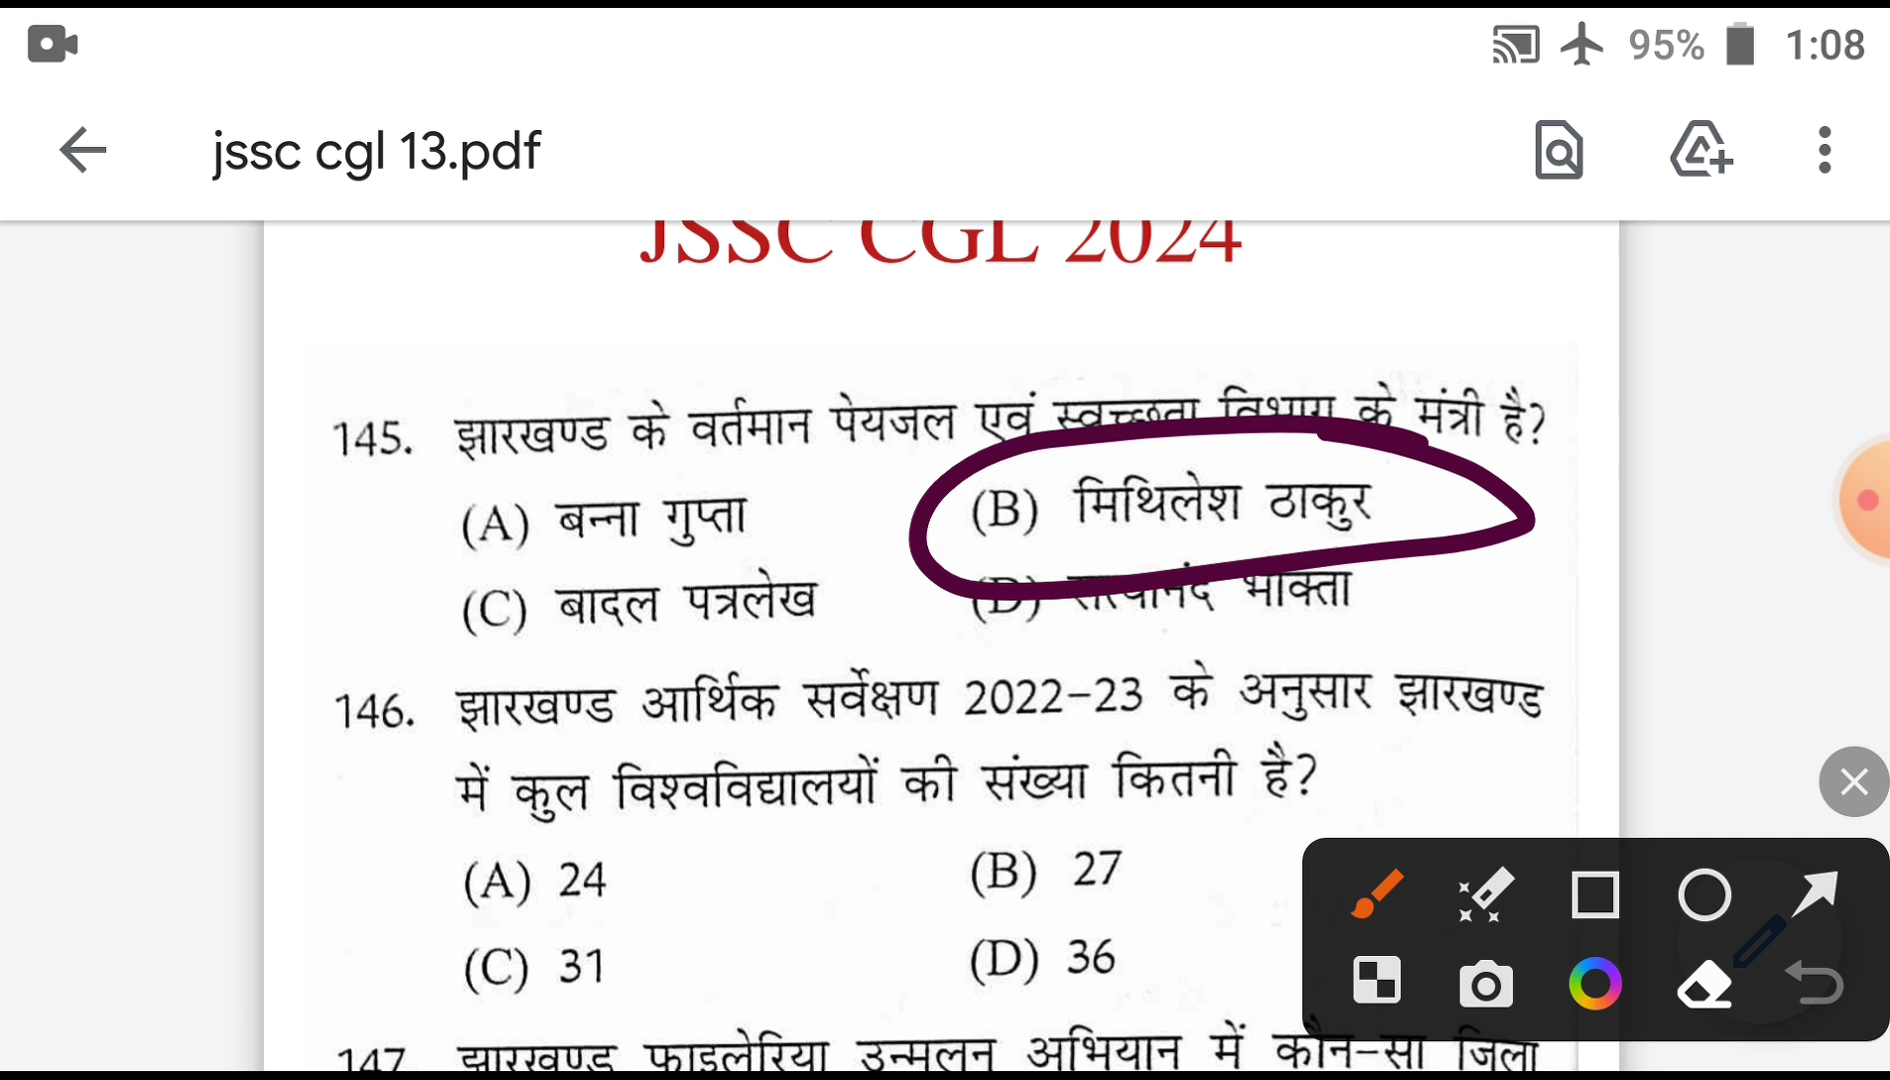 95% 1:08
jssc cgl 13.pdf
JSSC CGL 2024
145. झारखण्ड के वर्तमान पेयजल एवं स्वच्छता विभाग के मंत्री है?
(A) बन्ना गुप्ता (B) मिथिलेश ठाकुर
(C) बादल पत्रलेख (D) सत्यानंद भोक्ता
146. झारखण्ड आर्थिक सर्वेक्षण 2022-23 के अनुसार झारखण्ड
में कुल विश्वविद्यालयों की संख्या कितनी है?
(A) 24 (B) 27
(C) 31 (D) 36
147 झारखण्ड फाइलेरिया उन्मूलन अभियान में कौन-सा जिला